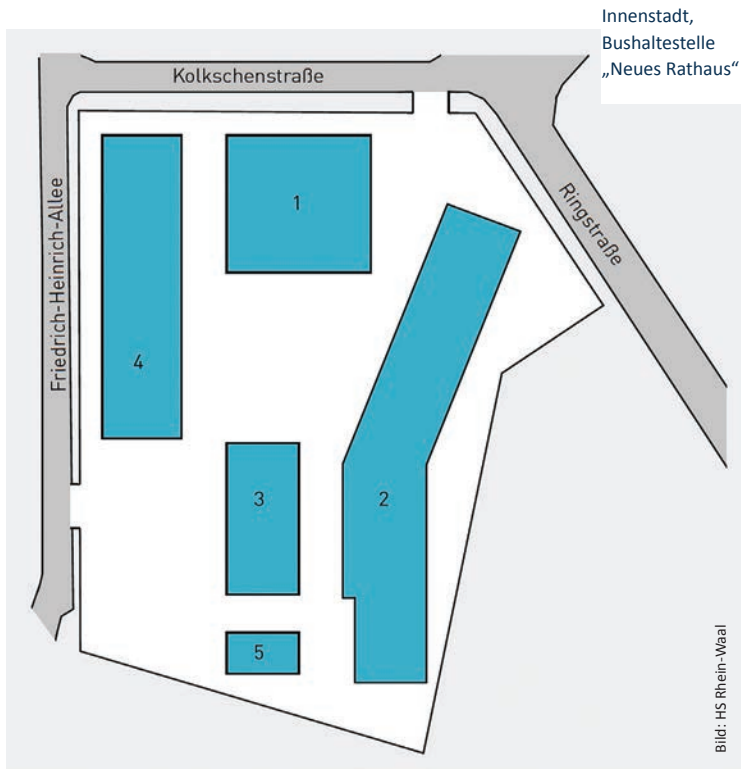 Innenstadt,
Bushaltestelle
„Neues Rathaus“
Kolkschenstraße
Friedrich-Heinrich-Allee
Ringstraße
1
4
3
2
5
Bild: HS Rhein-Waal